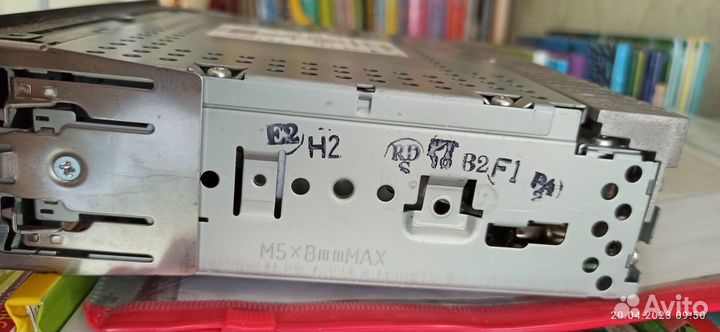 E2 H2 RD B2 F1
M5×8mmMAX
Avito
20.04.2023 09:50